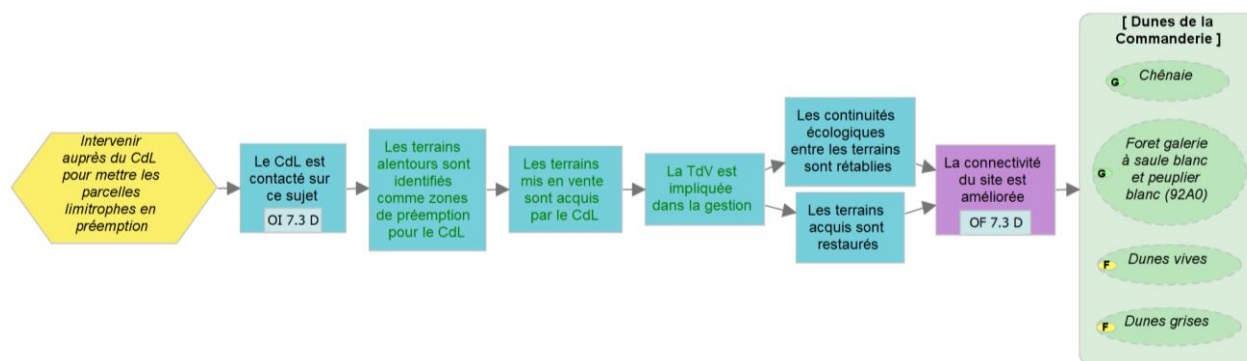 Intervenir
auprès du CdL
pour mettre les
parcelles
limitrophes en
préemption
Le CdL est
contacté sur
ce sujet
OI 7.3 D
Les terrains
alentours sont
identifiés
comme zones
de préemption
pour le CdL
Les terrains
mis en vente
sont acquis
par le CdL
La TdV est
impliquée
dans la gestion
Les continuités
écologiques
entre les terrains
sont rétablies
Les terrains
acquis sont
restaurés
La connectivité
du site est
améliorée
OF 7.3 D
[ Dunes de la
Commanderie ]
G Chênaie
Foret galerie
à saule blanc
G et peuplier
blanc (92A0)
F Dunes vives
F Dunes grises